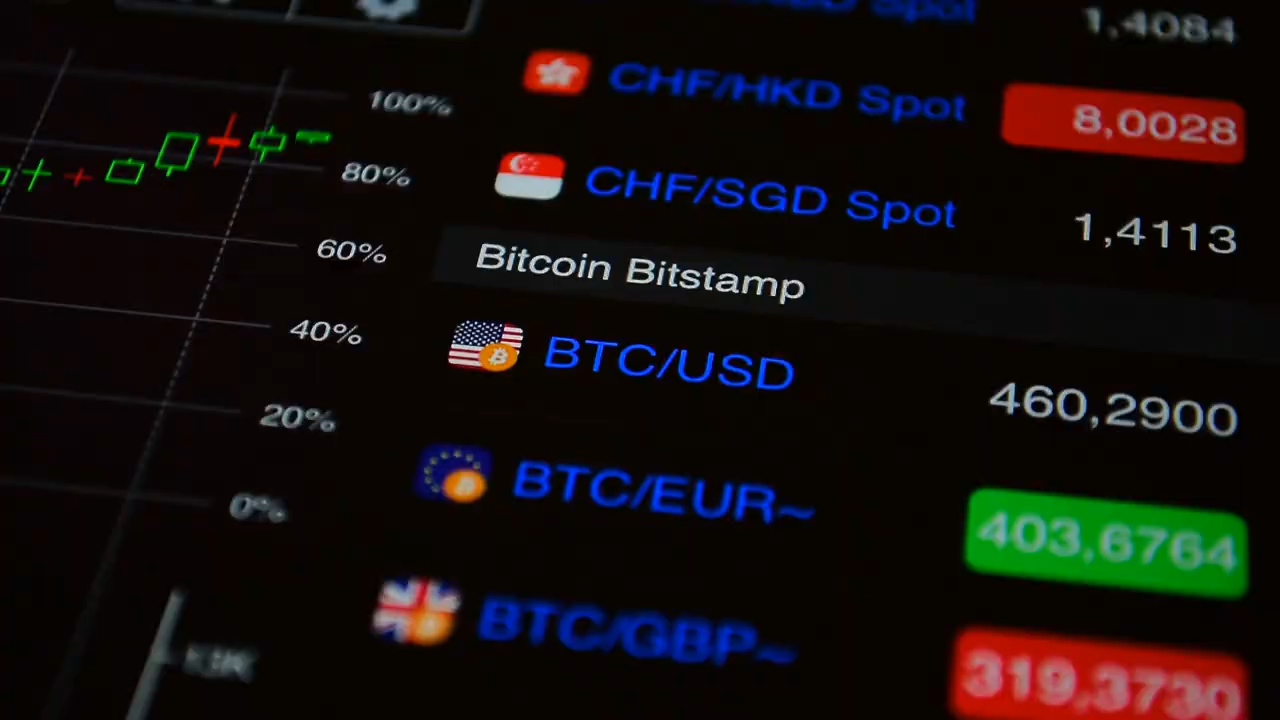 Spot
1,4084
CHF/HKD Spot
8,0028
100%
CHF/SGD Spot
1,4113
80%
Bitcoin Bitstamp
60%
BTC/USD
460,2900
40%
BTC/EUR~
403,6764
20%
0%
BTC/GBP~
319,3730